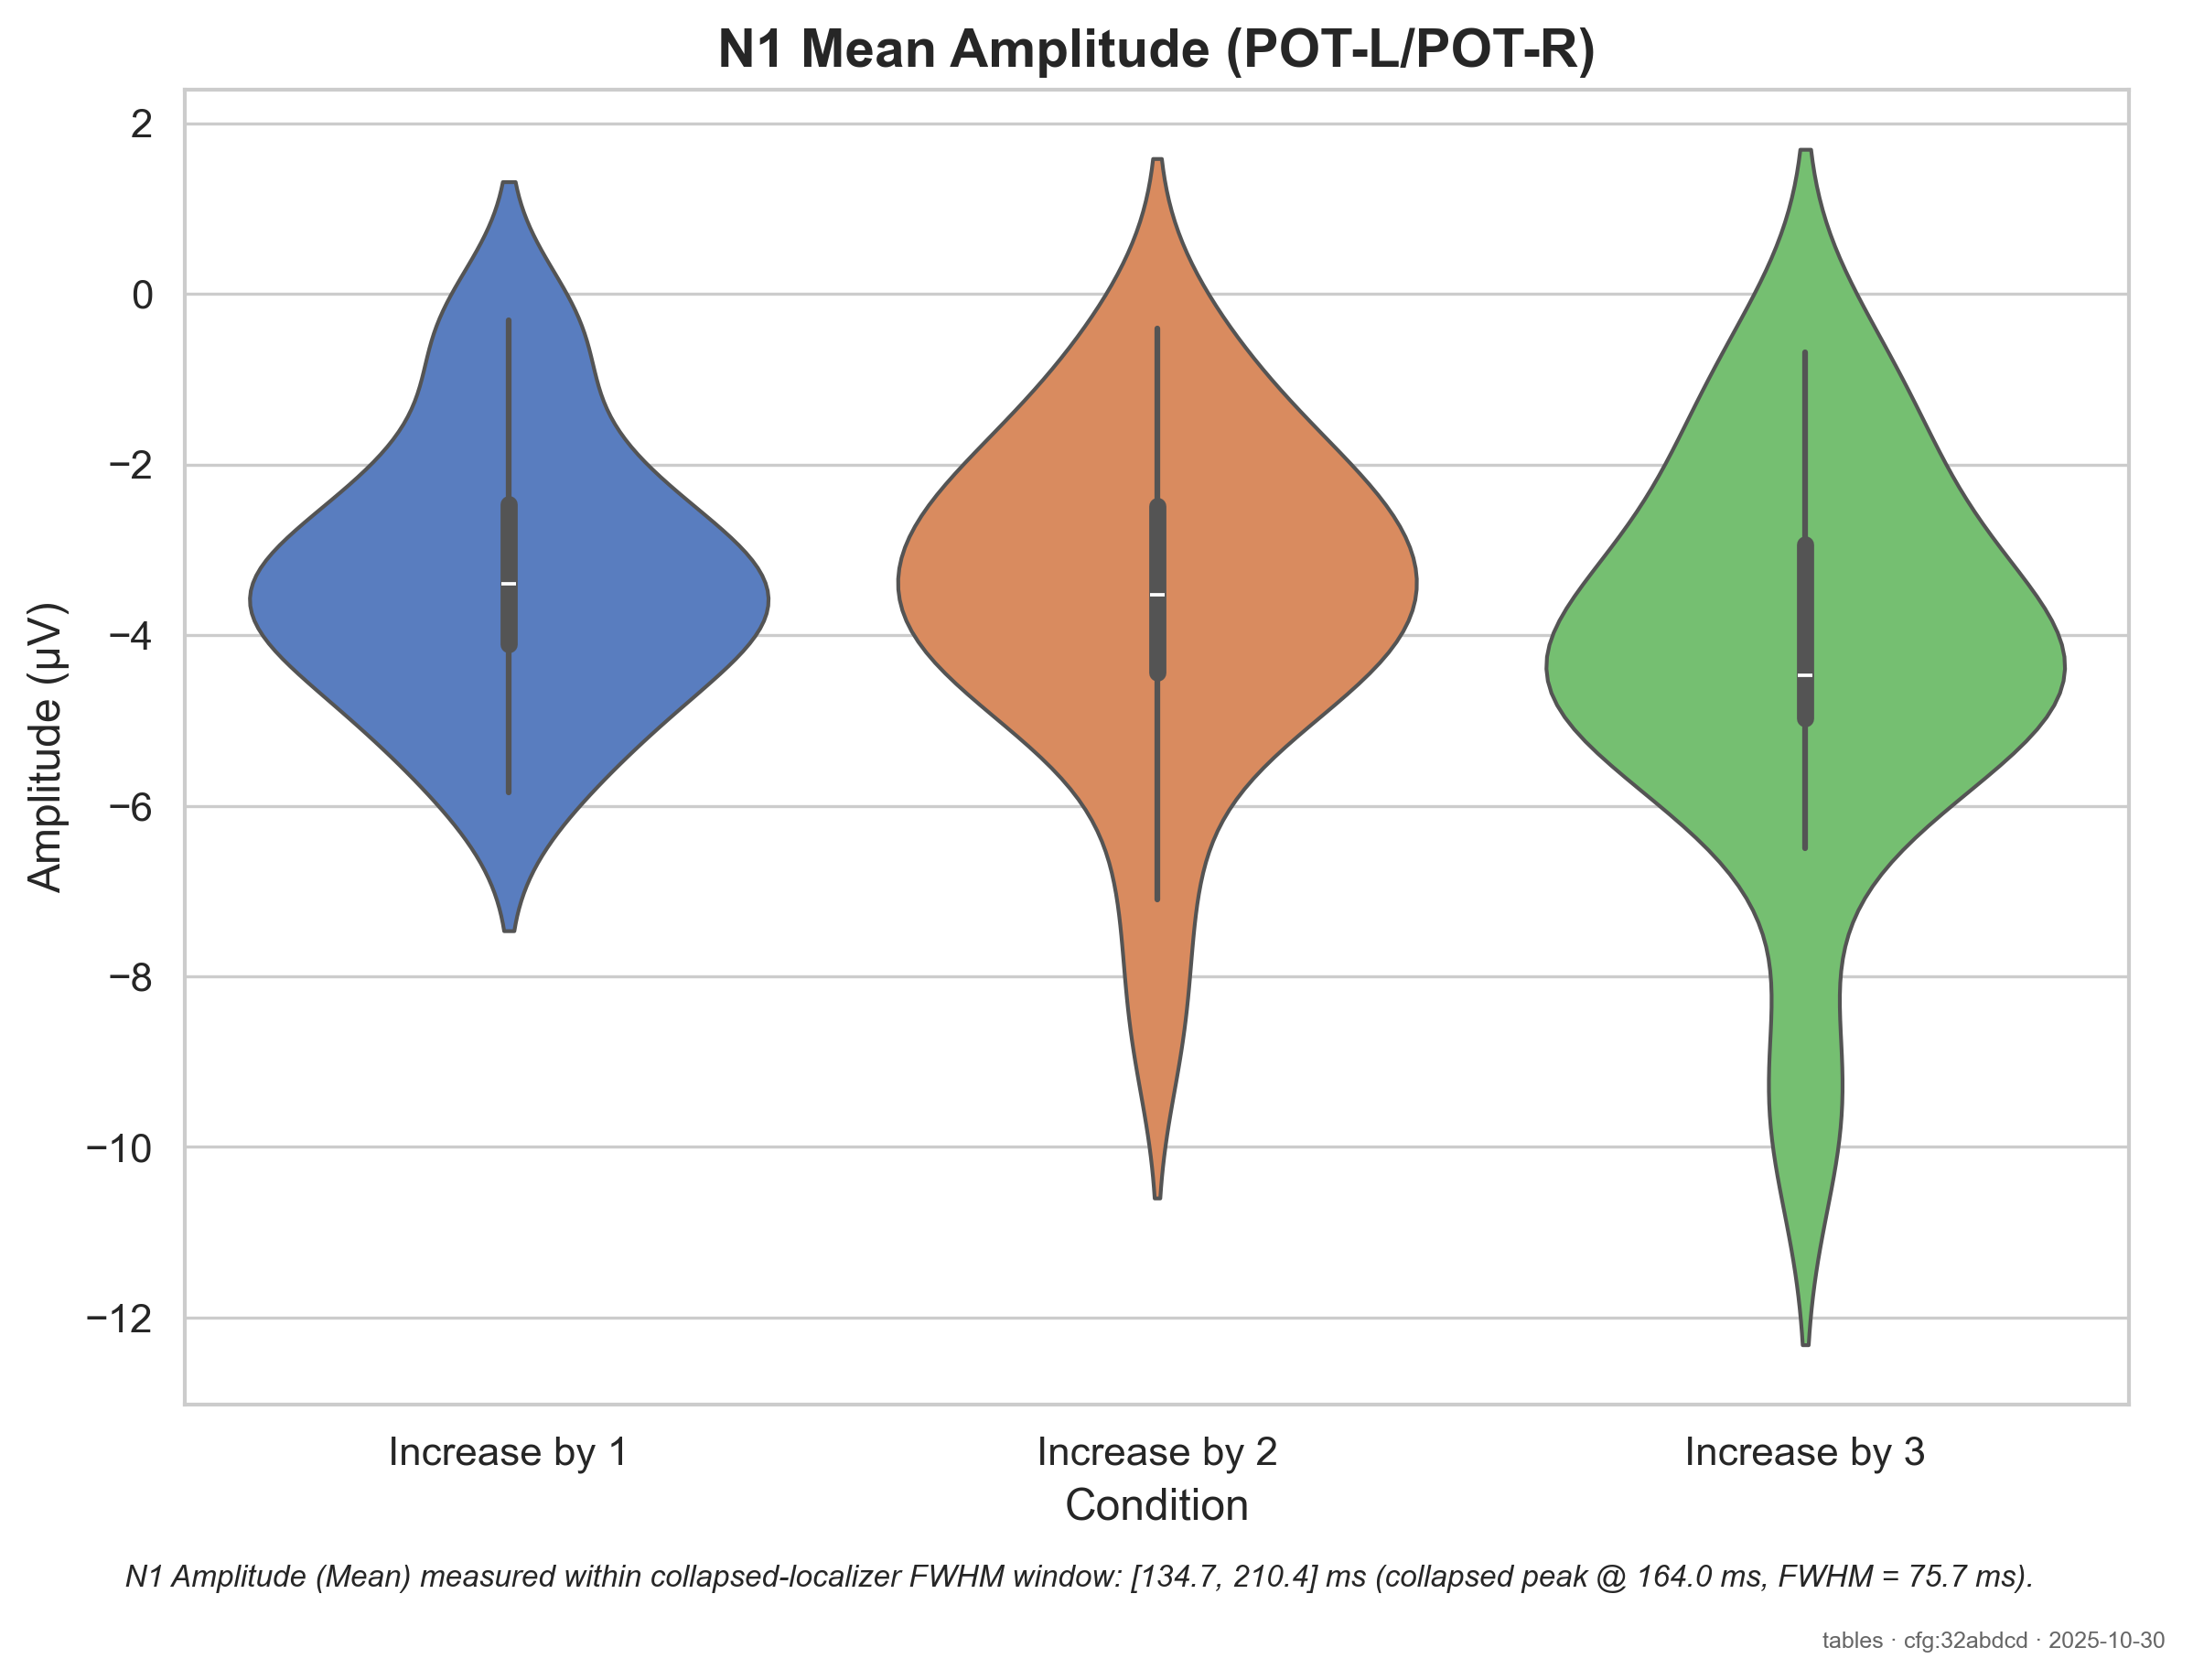 N1 Mean Amplitude (POT-L/POT-R)
Amplitude (µV)
2
0
−2
−4
−6
−8
−10
−12
Increase by 1
Increase by 2
Increase by 3
Condition
N1 Amplitude (Mean) measured within collapsed-localizer FWHM window: [134.7, 210.4] ms (collapsed peak @ 164.0 ms, FWHM = 75.7 ms).
tables · cfg:32abdcd · 2025-10-30